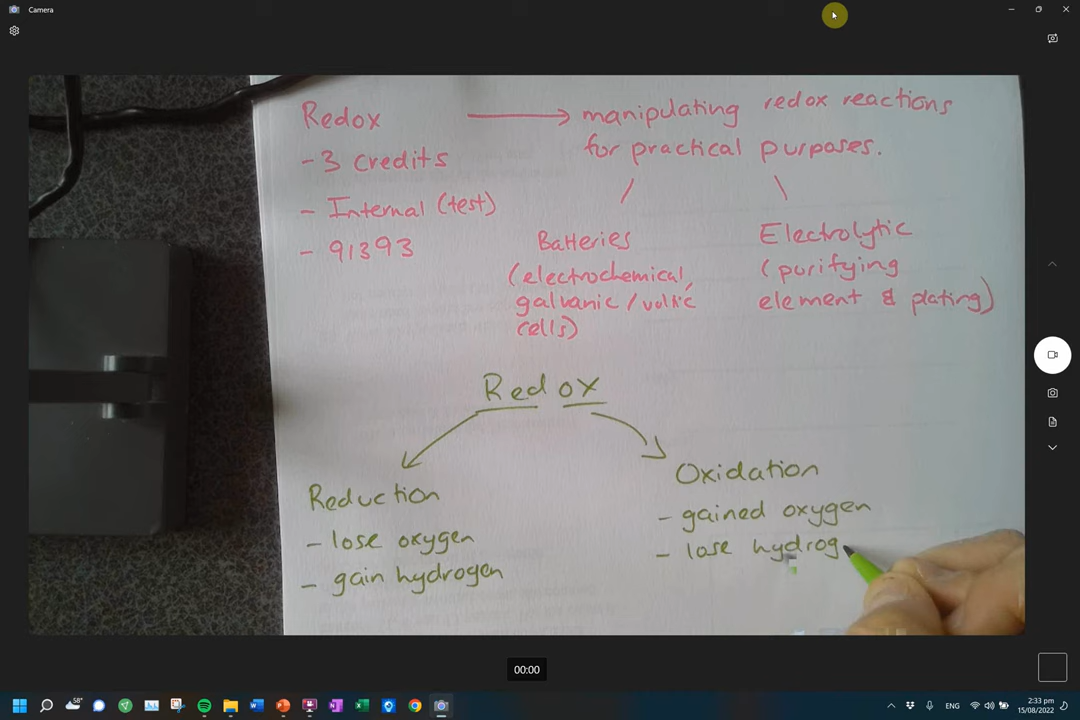 Camera
Redox → manipulating redox reactions
for practical purposes.
- 3 credits
- Internal (test)
- 91393
Batteries
(electrochemical,
galvanic / voltic
cells)
Electrolytic
(purifying
element & plating)
Redox
Reduction
- lose oxygen
- gain hydrogen
Oxidation
- gained oxygen
- lose hydrog
00:00
58°
ENG
2:33 pm
15/08/2022